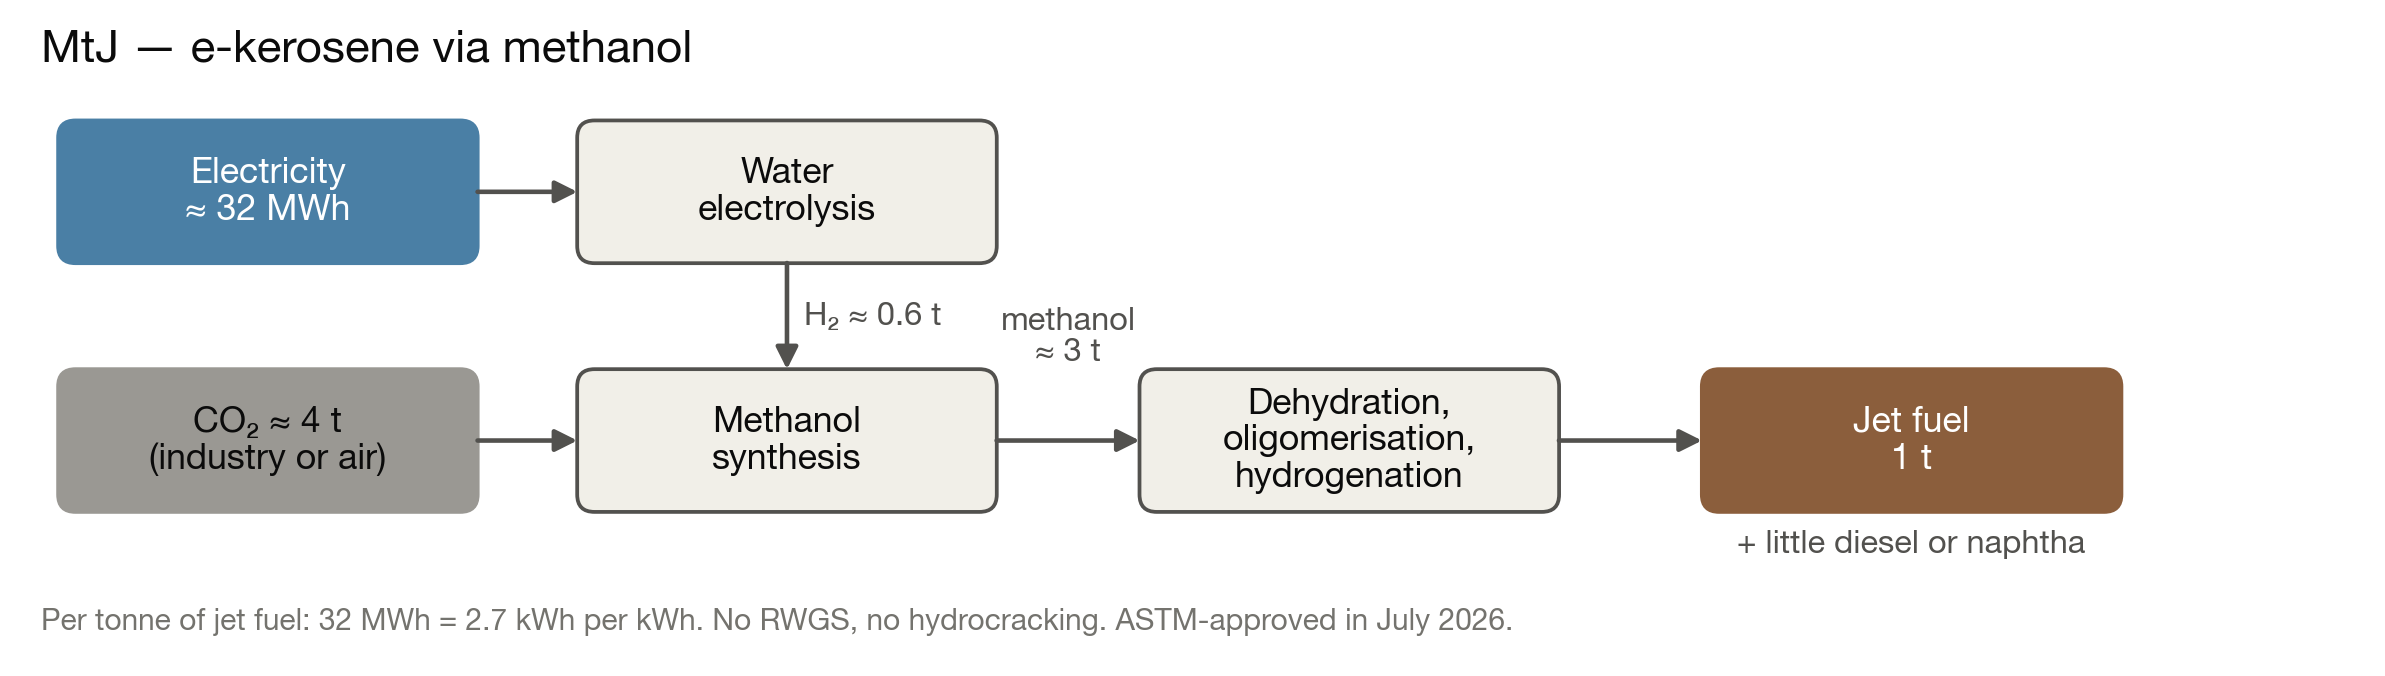 MtJ — e-kerosene via methanol
Electricity
≈ 32 MWh
Water
electrolysis
H₂ ≈ 0.6 t
methanol
≈ 3 t
CO₂ ≈ 4 t
(industry or air)
Methanol
synthesis
Dehydration,
oligomerisation,
hydrogenation
Jet fuel
1 t
+ little diesel or naphtha
Per tonne of jet fuel: 32 MWh = 2.7 kWh per kWh. No RWGS, no hydrocracking. ASTM-approved in July 2026.